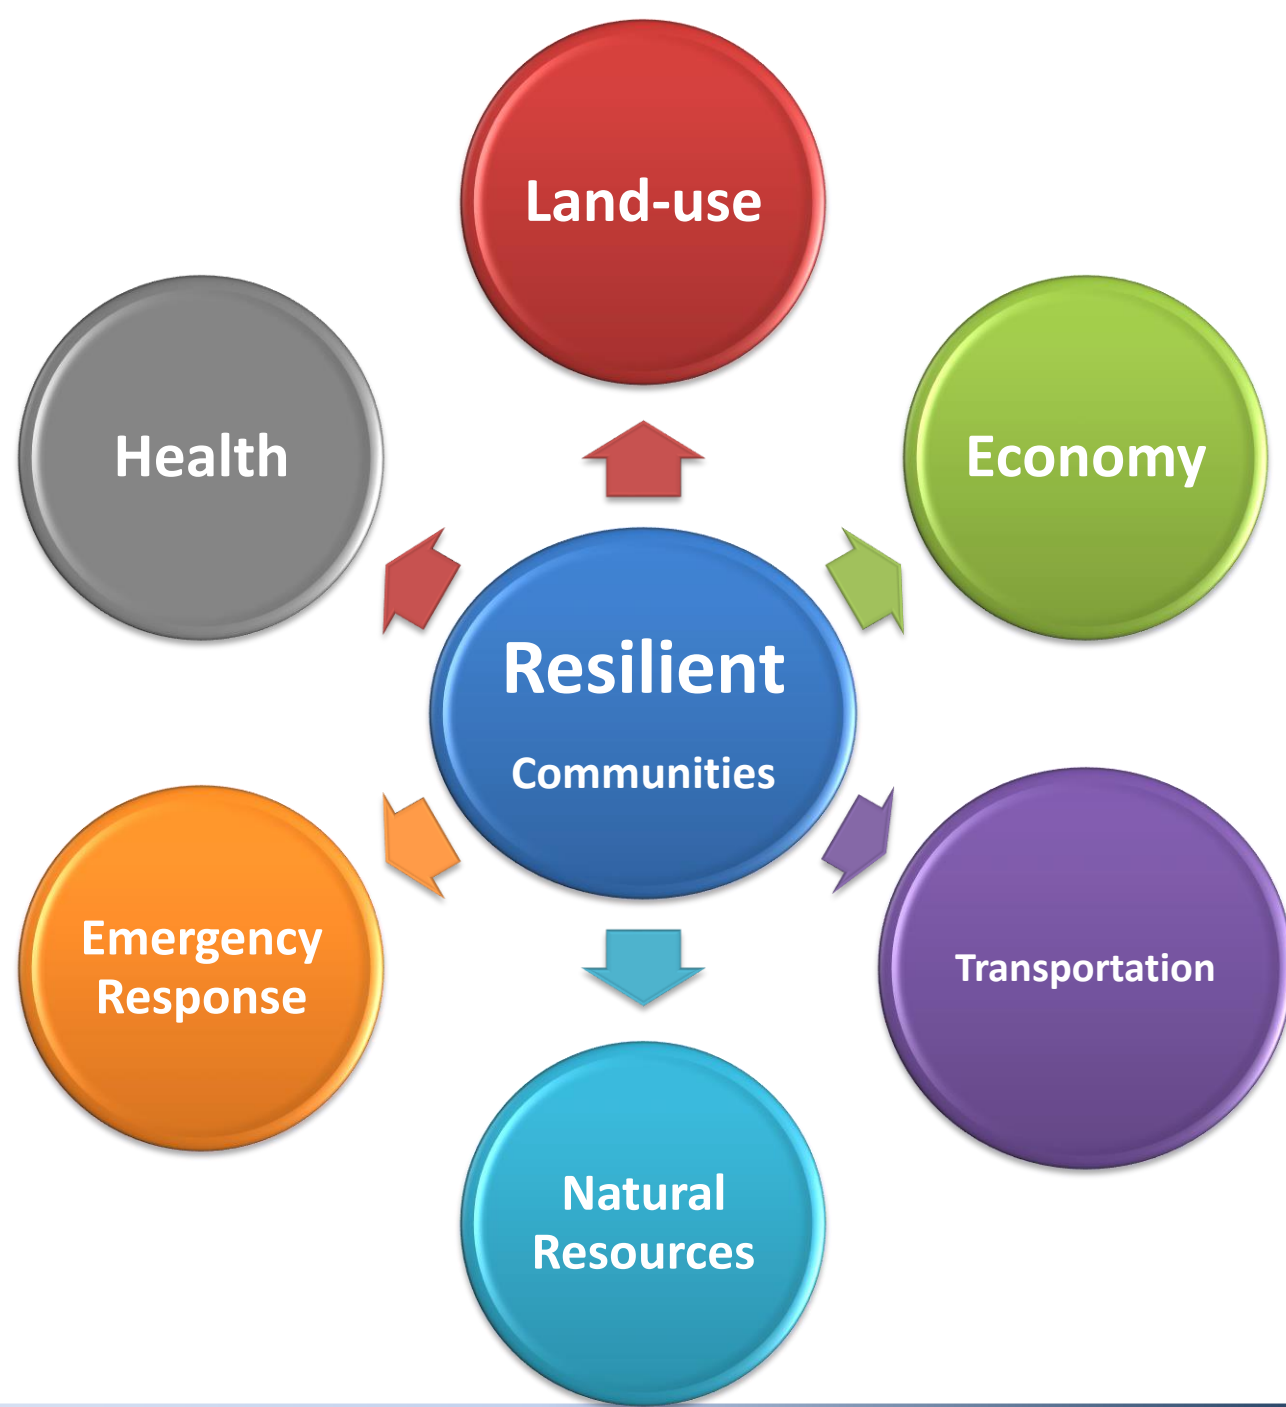 Land-use
Health
Economy
Resilient
Communities
Emergency
Response
Transportation
Natural
Resources